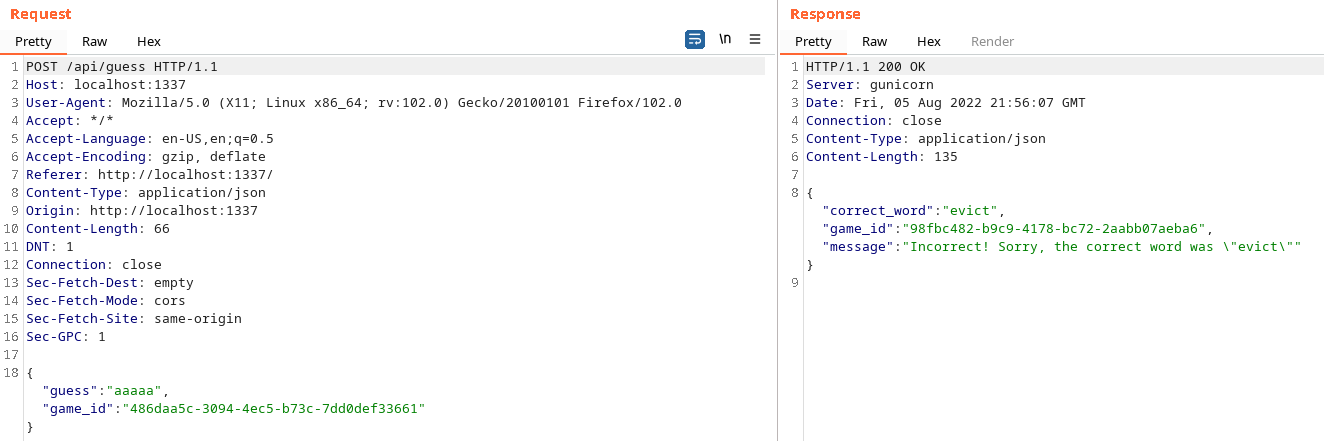 Request
Pretty Raw Hex \n
1 POST /api/guess HTTP/1.1
2 Host: localhost:1337
3 User-Agent: Mozilla/5.0 (X11; Linux x86_64; rv:102.0) Gecko/20100101 Firefox/102.0
4 Accept: */*
5 Accept-Language: en-US,en;q=0.5
6 Accept-Encoding: gzip, deflate
7 Referer: http://localhost:1337/
8 Content-Type: application/json
9 Origin: http://localhost:1337
10 Content-Length: 66
11 DNT: 1
12 Connection: close
13 Sec-Fetch-Dest: empty
14 Sec-Fetch-Mode: cors
15 Sec-Fetch-Site: same-origin
16 Sec-GPC: 1
17
18 {
"guess":"aaaaa",
"game_id":"486daa5c-3094-4ec5-b73c-7dd0def33661"
}
Response
Pretty Raw Hex Render
1 HTTP/1.1 200 OK
2 Server: gunicorn
3 Date: Fri, 05 Aug 2022 21:56:07 GMT
4 Connection: close
5 Content-Type: application/json
6 Content-Length: 135
7
8 {
"correct_word":"evict",
"game_id":"98fbc482-b9c9-4178-bc72-2aabb07aeba6",
"message":"Incorrect! Sorry, the correct word was \"evict\""
}
9